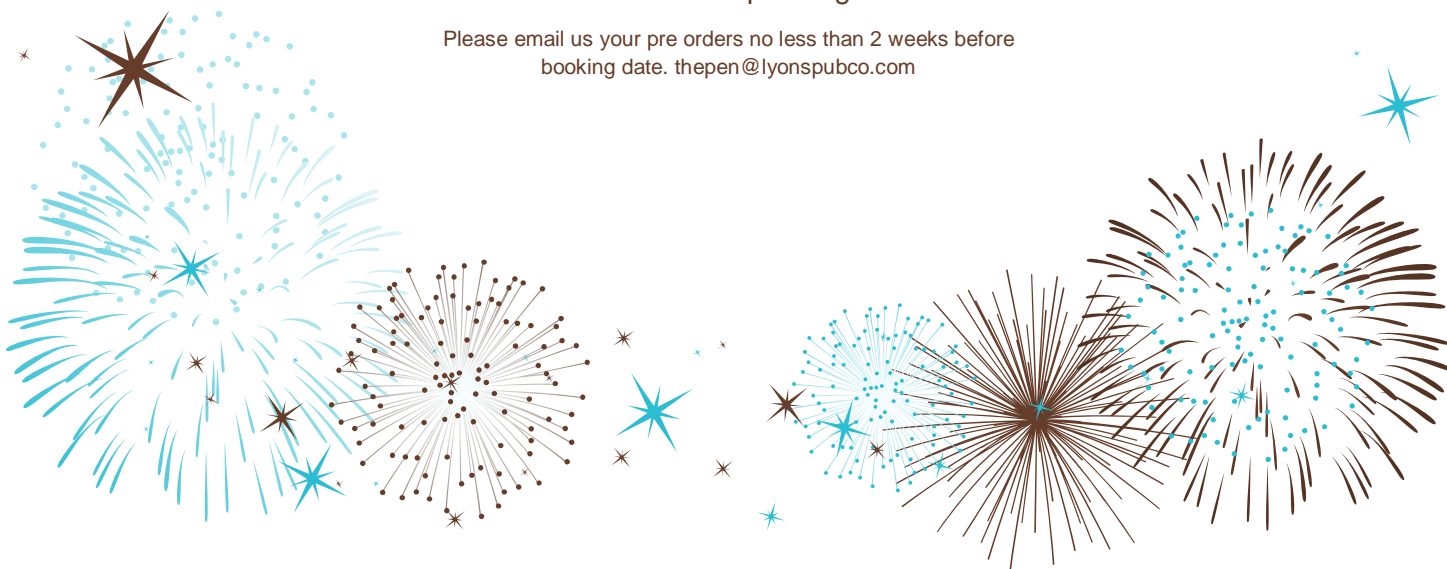 Please email us your pre orders no less than 2 weeks before
booking date. thepen@lyonspubco.com